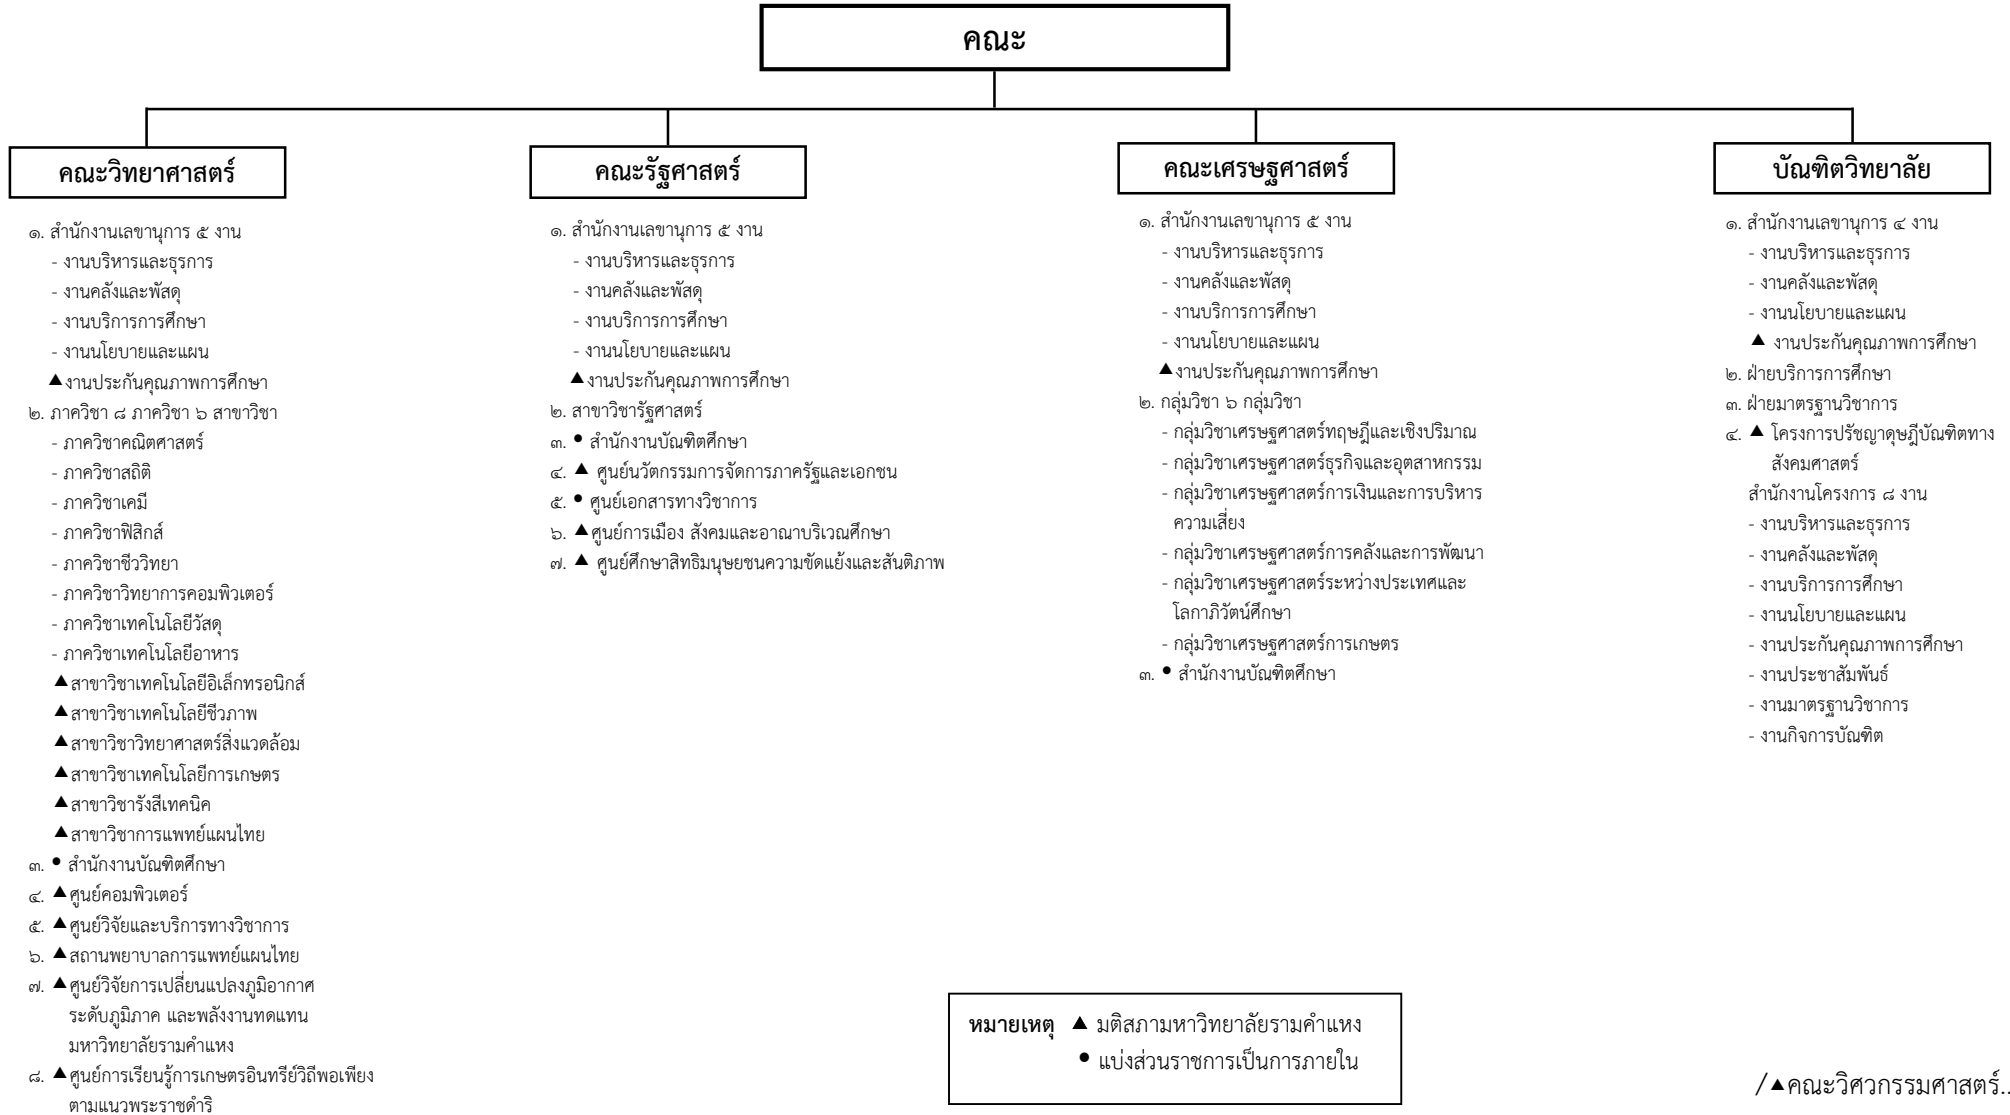 คณะ
คณะวิทยาศาสตร์
๑. สำนักงานเลขานุการ ๕ งาน
- งานบริหารและธุรการ
- งานคลังและพัสดุ
- งานบริการการศึกษา
- งานนโยบายและแผน
▲งานประกันคุณภาพการศึกษา
๒. ภาควิชา ๘ ภาควิชา ๖ สาขาวิชา
- ภาควิชาคณิตศาสตร์
- ภาควิชาสถิติ
- ภาควิชาเคมี
- ภาควิชาฟิสิกส์
- ภาควิชาชีววิทยา
- ภาควิชาวิทยาการคอมพิวเตอร์
- ภาควิชาเทคโนโลยีวัสดุ
- ภาควิชาเทคโนโลยีอาหาร
▲สาขาวิชาเทคโนโลยีอิเล็กทรอนิกส์
▲สาขาวิชาเทคโนโลยีชีวภาพ
▲สาขาวิชาวิทยาศาสตร์สิ่งแวดล้อม
▲สาขาวิชาเทคโนโลยีการเกษตร
▲สาขาวิชารังสีเทคนิค
▲สาขาวิชาการแพทย์แผนไทย
๓. ● สำนักงานบัณฑิตศึกษา
๔. ▲ศูนย์คอมพิวเตอร์
๕. ▲ศูนย์วิจัยและบริการทางวิชาการ
๖. ▲สถานพยาบาลการแพทย์แผนไทย
๗. ▲ศูนย์วิจัยการเปลี่ยนแปลงภูมิอากาศ
ระดับภูมิภาค และพลังงานทดแทน
มหาวิทยาลัยรามคำแหง
๘. ▲ศูนย์การเรียนรู้การเกษตรอินทรีย์วิถีพอเพียง
ตามแนวพระราชดำริ
คณะรัฐศาสตร์
๑. สำนักงานเลขานุการ ๕ งาน
- งานบริหารและธุรการ
- งานคลังและพัสดุ
- งานบริการการศึกษา
- งานนโยบายและแผน
▲งานประกันคุณภาพการศึกษา
๒. สาขาวิชารัฐศาสตร์
๓. ● สำนักงานบัณฑิตศึกษา
๔. ▲ ศูนย์นวัตกรรมการจัดการภาครัฐและเอกชน
๕. ● ศูนย์เอกสารทางวิชาการ
๖. ▲ศูนย์การเมือง สังคมและอาณาบริเวณศึกษา
๗. ▲ ศูนย์ศึกษาสิทธิมนุษยชนความขัดแย้งและสันติภาพ
คณะเศรษฐศาสตร์
๑. สำนักงานเลขานุการ ๕ งาน
- งานบริหารและธุรการ
- งานคลังและพัสดุ
- งานบริการการศึกษา
- งานนโยบายและแผน
▲งานประกันคุณภาพการศึกษา
๒. กลุ่มวิชา ๖ กลุ่มวิชา
- กลุ่มวิชาเศรษฐศาสตร์ทฤษฎีและเชิงปริมาณ
- กลุ่มวิชาเศรษฐศาสตร์ธุรกิจและอุตสาหกรรม
- กลุ่มวิชาเศรษฐศาสตร์การเงินและการบริหาร
ความเสี่ยง
- กลุ่มวิชาเศรษฐศาสตร์การคลังและการพัฒนา
- กลุ่มวิชาเศรษฐศาสตร์ระหว่างประเทศและ
โลกาภิวัตน์ศึกษา
- กลุ่มวิชาเศรษฐศาสตร์การเกษตร
๓. ● สำนักงานบัณฑิตศึกษา
บัณฑิตวิทยาลัย
๑. สำนักงานเลขานุการ ๔ งาน
- งานบริหารและธุรการ
- งานคลังและพัสดุ
- งานนโยบายและแผน
▲ งานประกันคุณภาพการศึกษา
๒. ฝ่ายบริการการศึกษา
๓. ฝ่ายมาตรฐานวิชาการ
๔. ▲ โครงการปรัชญาดุษฎีบัณฑิตทาง
สังคมศาสตร์
สำนักงานโครงการ ๘ งาน
- งานบริหารและธุรการ
- งานคลังและพัสดุ
- งานบริการการศึกษา
- งานนโยบายและแผน
- งานประกันคุณภาพการศึกษา
- งานประชาสัมพันธ์
- งานมาตรฐานวิชาการ
- งานกิจการบัณฑิต
หมายเหตุ ▲ มติสภามหาวิทยาลัยรามคำแหง
● แบ่งส่วนราชการเป็นการภายใน
/▲คณะวิศวกรรมศาสตร์..